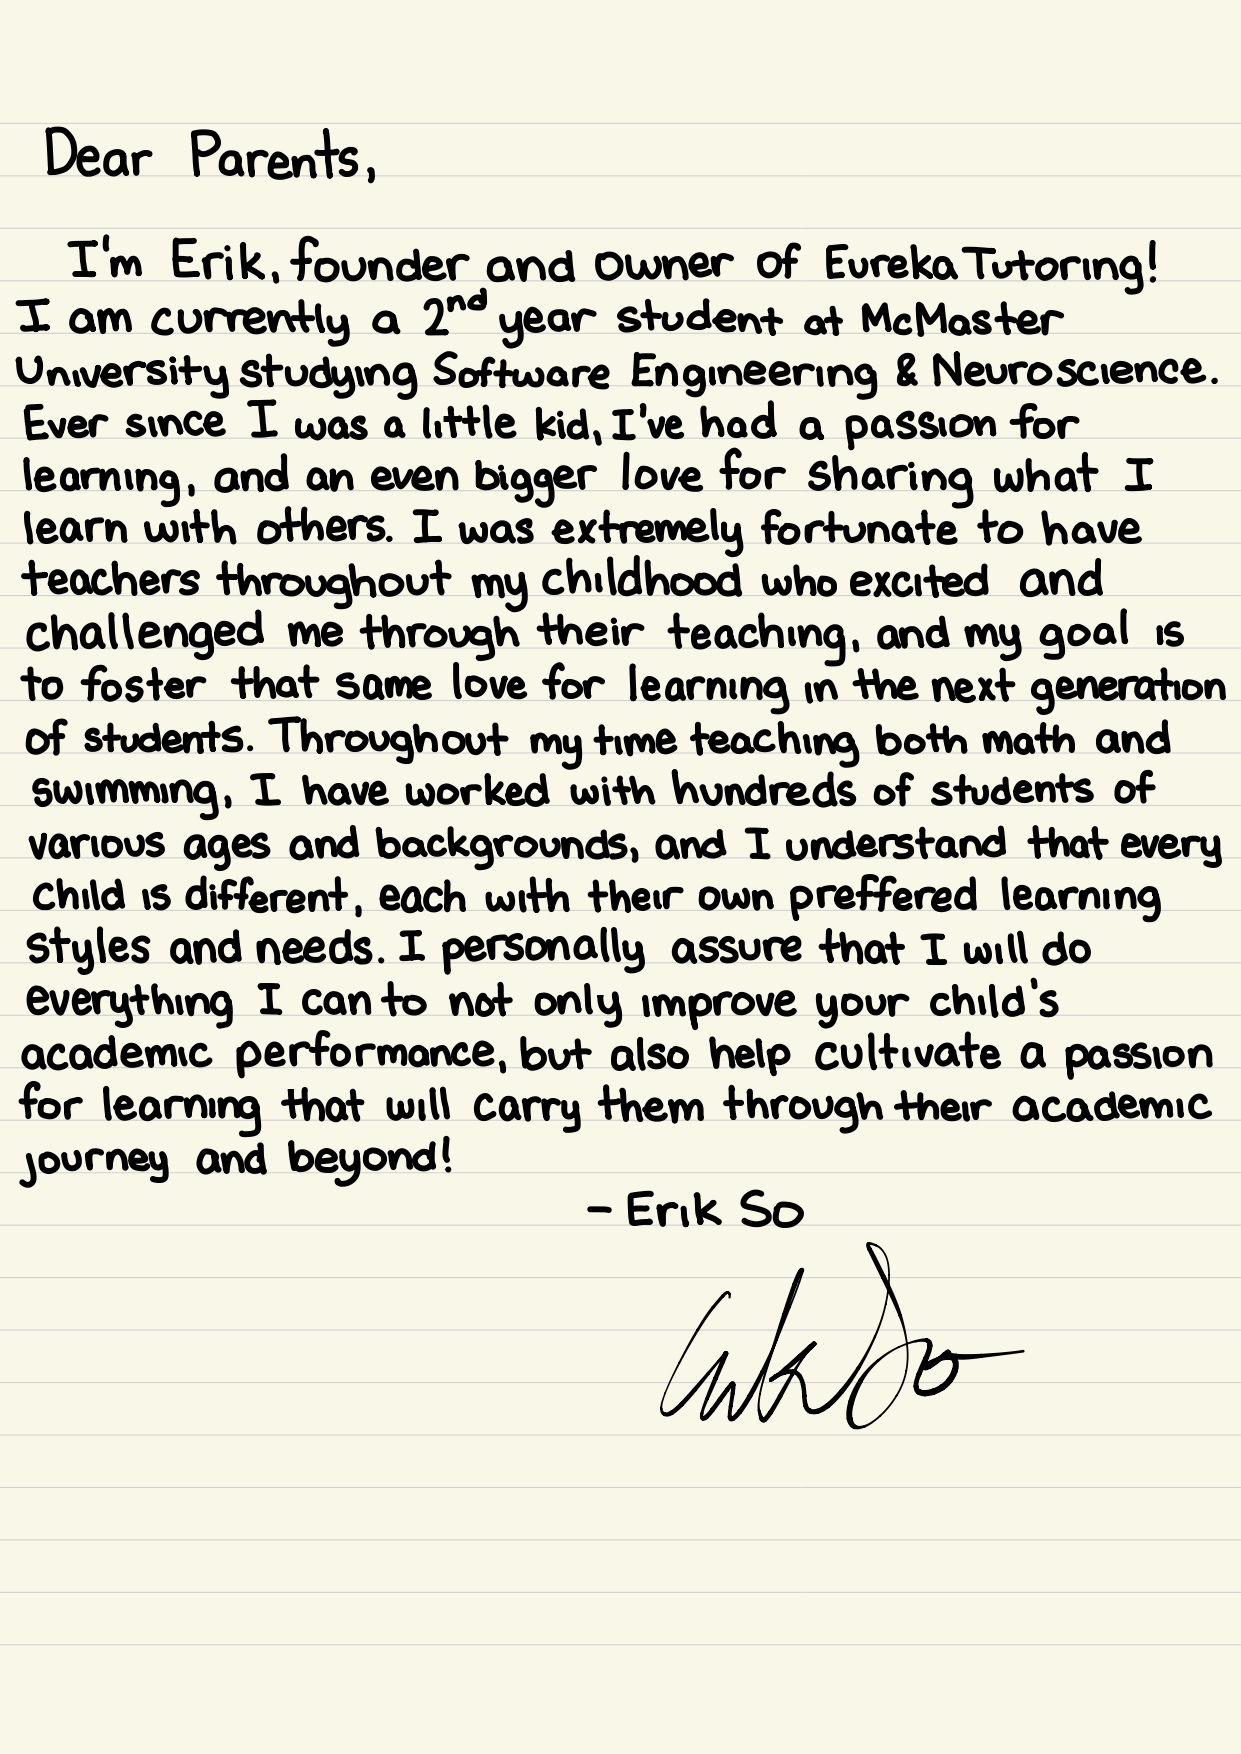 Dear Parents,
I'm Erik, founder and owner of Eureka Tutoring!
I am currently a 2nd year student at McMaster
University studying Software Engineering & Neuroscience.
Ever since I was a little kid, I've had a passion for
learning, and an even bigger love for sharing what I
learn with others. I was extremely fortunate to have
teachers throughout my childhood who excited and
challenged me through their teaching, and my goal is
to foster that same love for learning in the next generation
of students. Throughout my time teaching both math and
swimming, I have worked with hundreds of students of
various ages and backgrounds, and I understand that every
child is different, each with their own preffered learning
styles and needs. I personally assure that I will do
everything I can to not only improve your child's
academic performance, but also help cultivate a passion
for learning that will carry them through their academic
journey and beyond!
- Erik So
Erik So